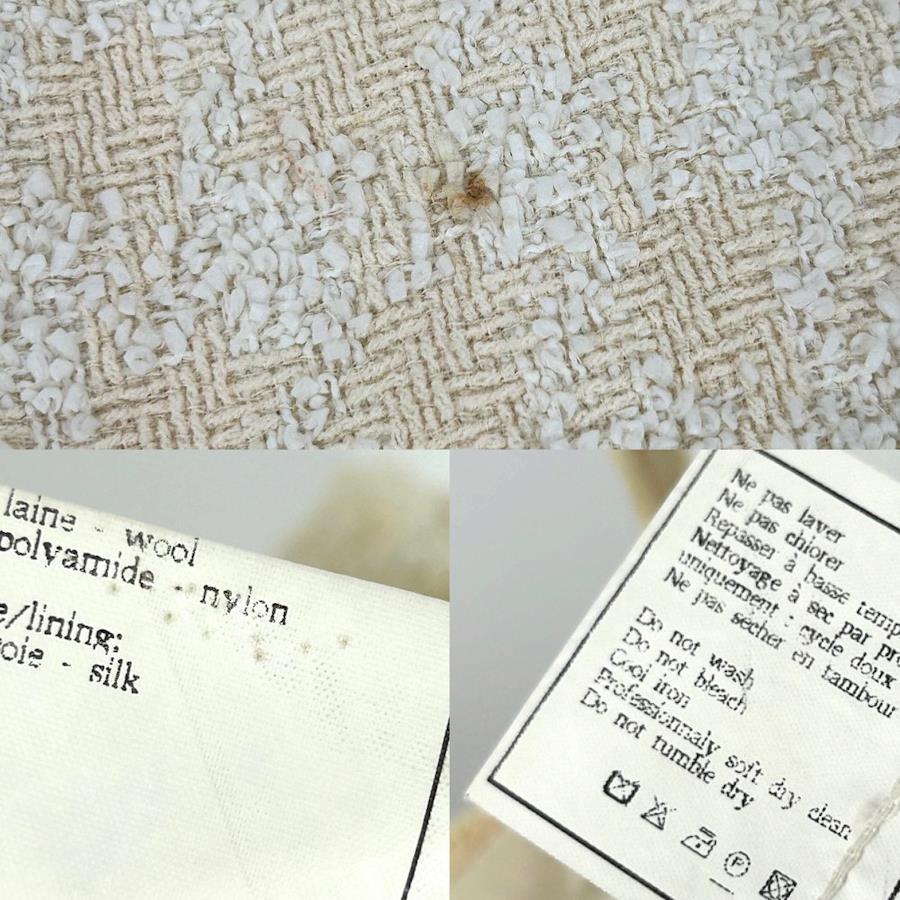 laine - wool
polyamide - nylon
e/lining:
oie - silk
Ne pas laver
Ne pas chlorer
Repasser à basse temp
Nettoyage à sec par pro
uniquement : cycle doux
Ne pas sécher en tambour
Do not wash
Do not bleach
Cool iron
Professionnaly soft dry clean
Do not tumble dry
P